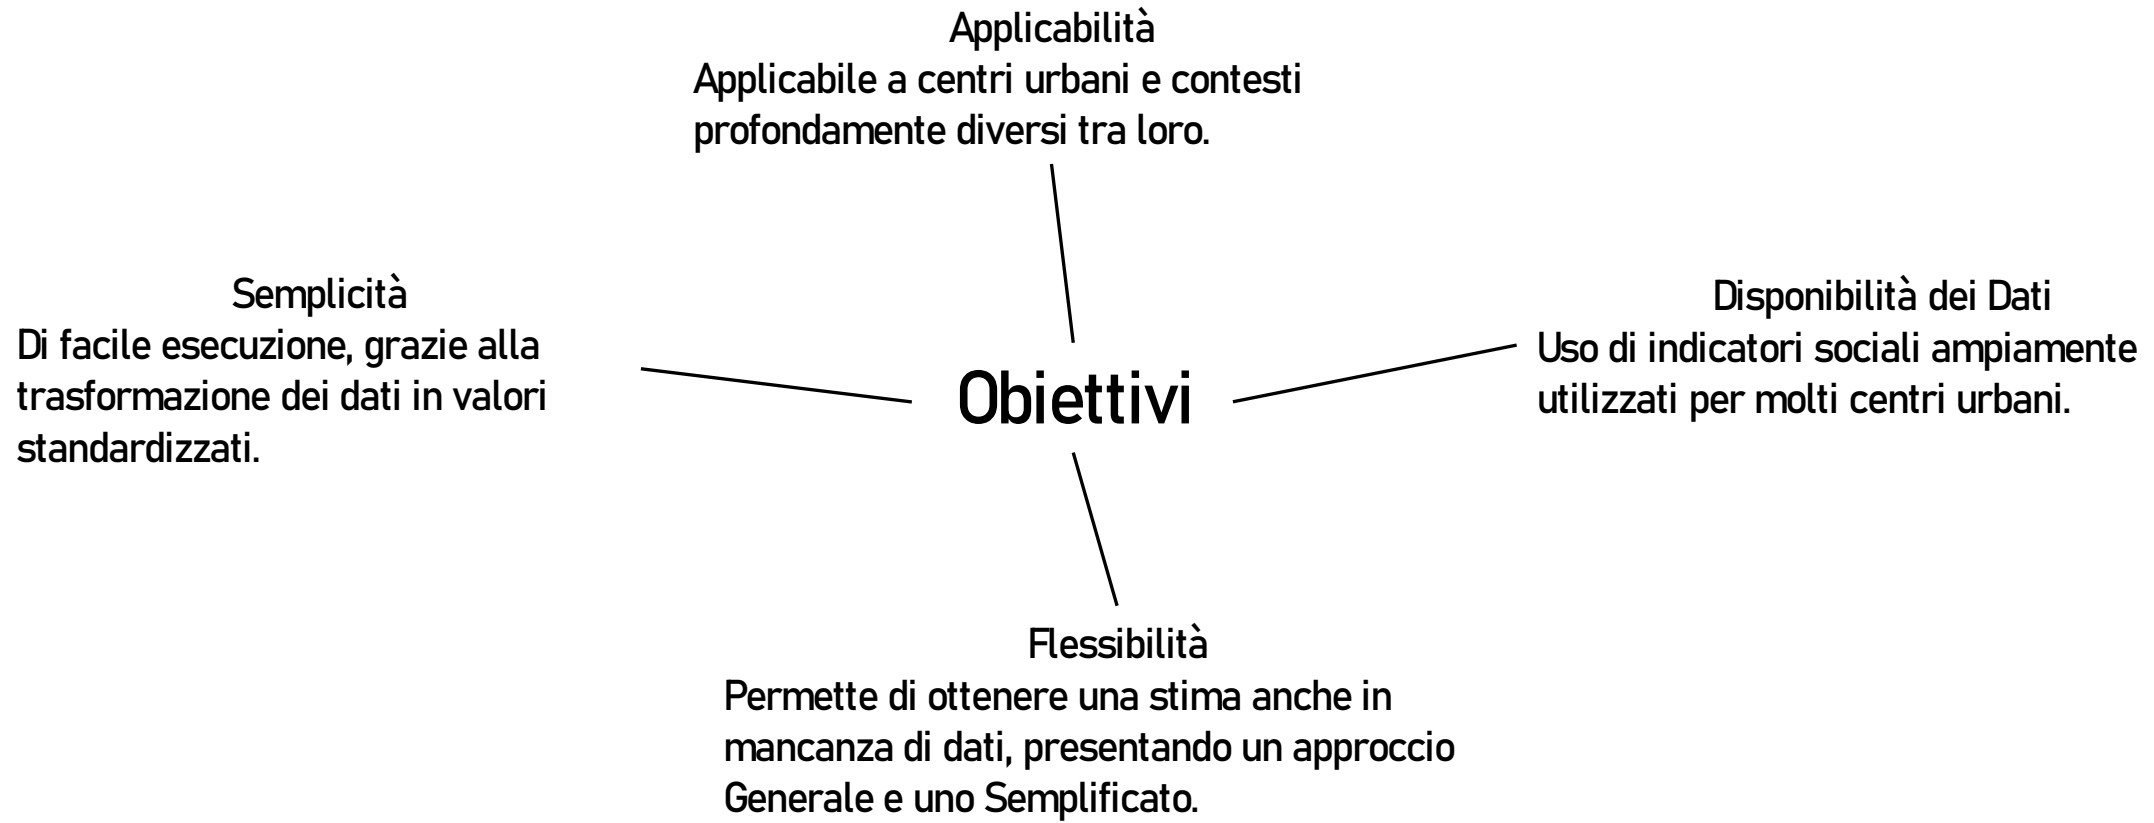 Applicabilità
Applicabile a centri urbani e contesti
profondamente diversi tra loro.
Semplicità
Di facile esecuzione, grazie alla
trasformazione dei dati in valori
standardizzati.
Obiettivi
Disponibilità dei Dati
Uso di indicatori sociali ampiamente
utilizzati per molti centri urbani.
Flessibilità
Permette di ottenere una stima anche in
mancanza di dati, presentando un approccio
Generale e uno Semplificato.